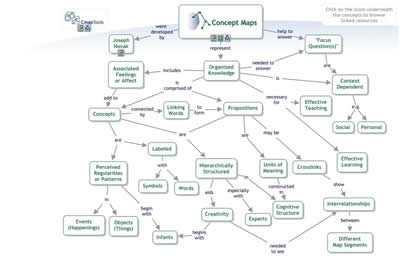 CmapTools
Concept Maps
Click on the icons underneath
the concepts to browse
linked resources.
were
developed
by
help to
answer
Joseph
Novak
represent
"Focus
Question(s)"
Associated
Feelings
or Affect
includes
Organized
Knowledge
needed to
answer
are
is
Context
Dependent
is
comprised of
necessary
for
Effective
Teaching
add to
Concepts
connected
by
Linking
Words
to
form
Propositions
e.g.
Social
Personal
are
are
are
may be
Labeled
Perceived
Regularities
or Patterns
Hierarchically
Structured
Units of
Meaning
Crosslinks
Effective
Learning
with
with
Symbols
Words
aids
especially
with
constructed
in
show
in
begin
with
Creativity
Experts
Cognitive
Structure
Interrelationships
Events
(Happenings)
Objects
(Things)
Infants
begins
with
needed
to see
between
Different
Map Segments